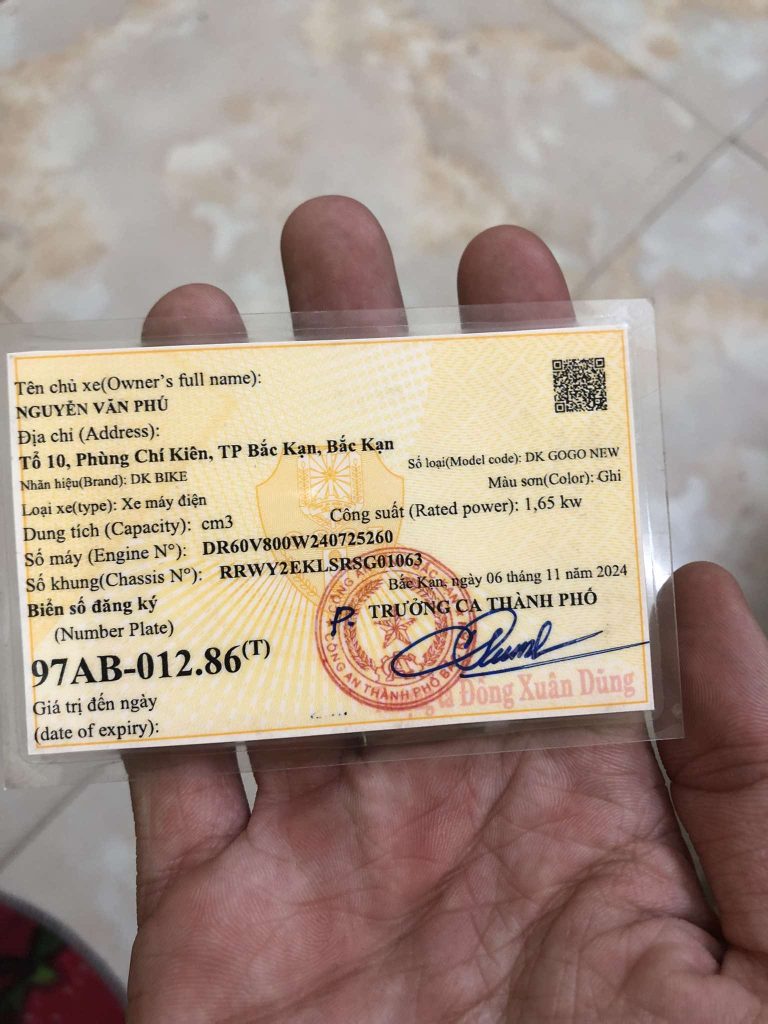 Tên chủ xe(Owner's full name):
NGUYỄN VĂN PHÚ
Địa chỉ (Address):
Tổ 10, Phùng Chí Kiên, TP Bắc Kạn, Bắc Kạn
Nhãn hiệu(Brand): DK BIKE
Số loại(Model code): DK GOGO NEW
Loại xe(type): Xe máy điện
Màu sơn(Color): Ghi
Dung tích (Capacity): cm3
Công suất (Rated power): 1,65 kw
Số máy (Engine N°): DR60V800W240725260
Số khung(Chassis N°): RRWY2EKLSRSG01063
Bắc Kạn, ngày 06 tháng 11 năm 2024
Biển số đăng ký
(Number Plate)
P. TRƯỞNG CA THÀNH PHỐ
97AB-012.86(T)
CÔNG AN THÀNH PHỐ
Đồng Xuân Dũng
Giá trị đến ngày
(date of expiry):